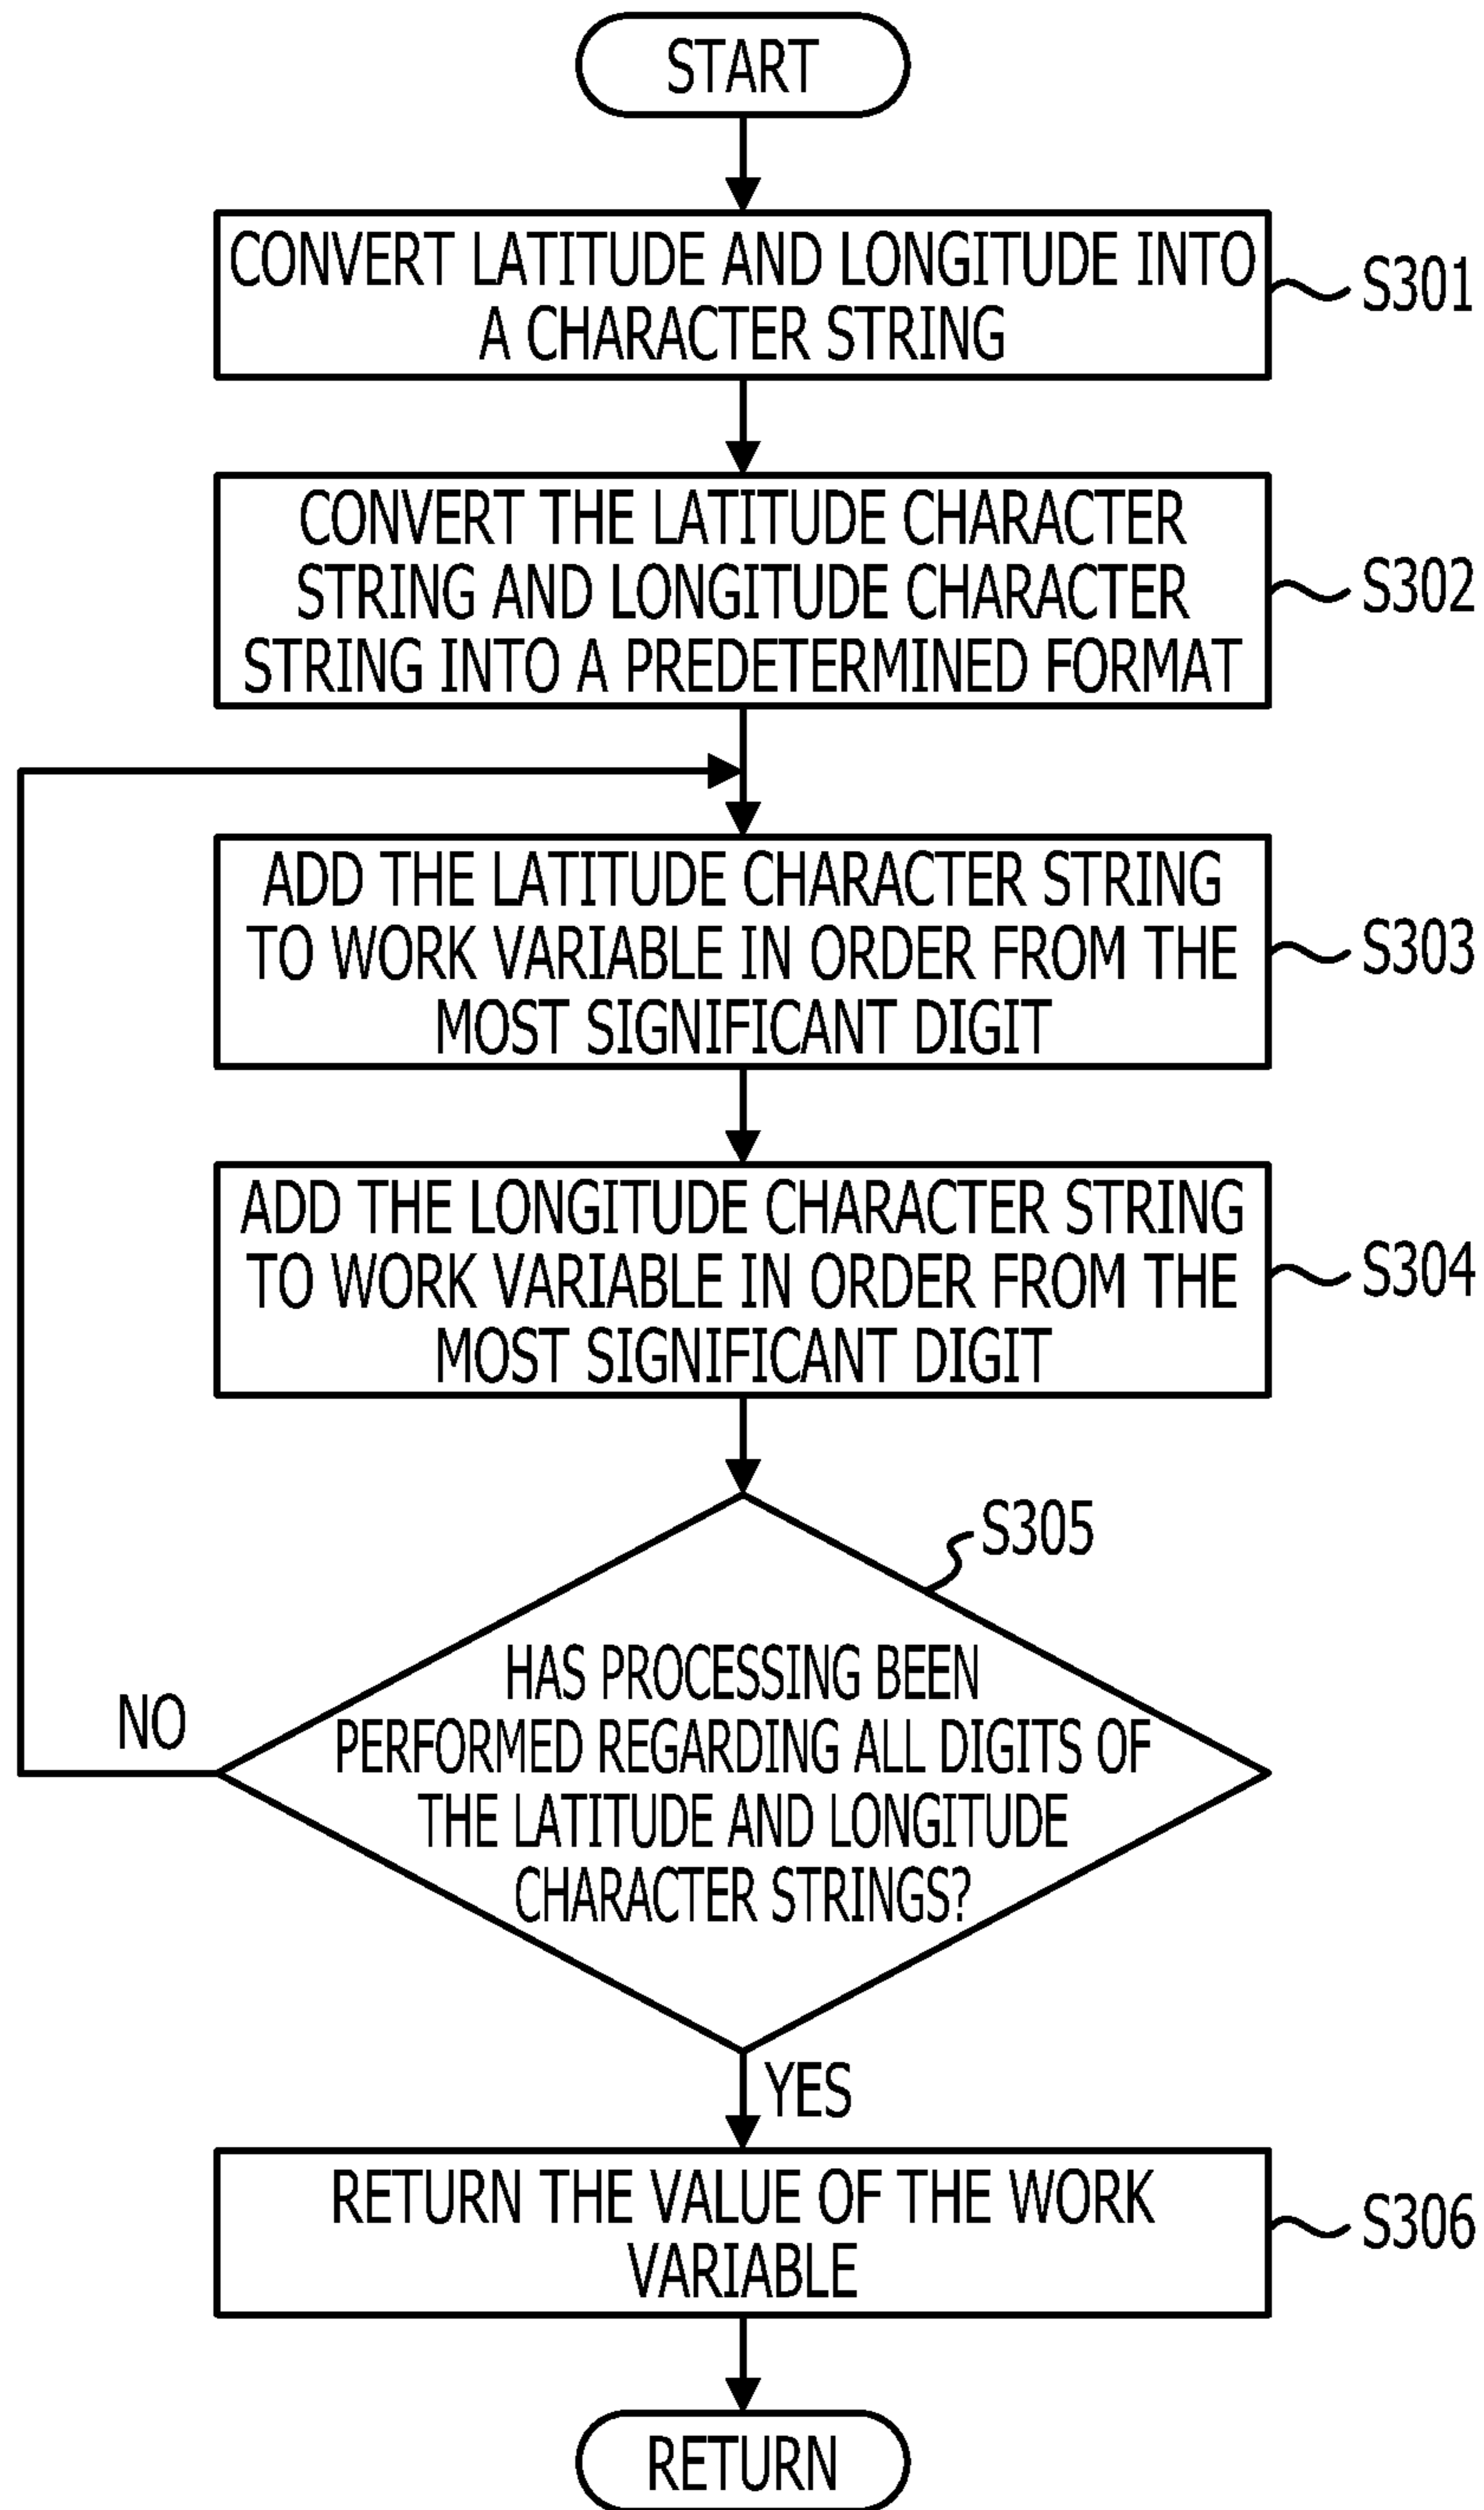 START
CONVERT LATITUDE AND LONGITUDE INTO
A CHARACTER STRING
S301
CONVERT THE LATITUDE CHARACTER
STRING AND LONGITUDE CHARACTER
STRING INTO A PREDETERMINED FORMAT
S302
ADD THE LATITUDE CHARACTER STRING
TO WORK VARIABLE IN ORDER FROM THE
MOST SIGNIFICANT DIGIT
S303
ADD THE LONGITUDE CHARACTER STRING
TO WORK VARIABLE IN ORDER FROM THE
MOST SIGNIFICANT DIGIT
S304
S305
HAS PROCESSING BEEN
PERFORMED REGARDING ALL DIGITS OF
THE LATITUDE AND LONGITUDE
CHARACTER STRINGS?
NO
YES
RETURN THE VALUE OF THE WORK
VARIABLE
S306
RETURN